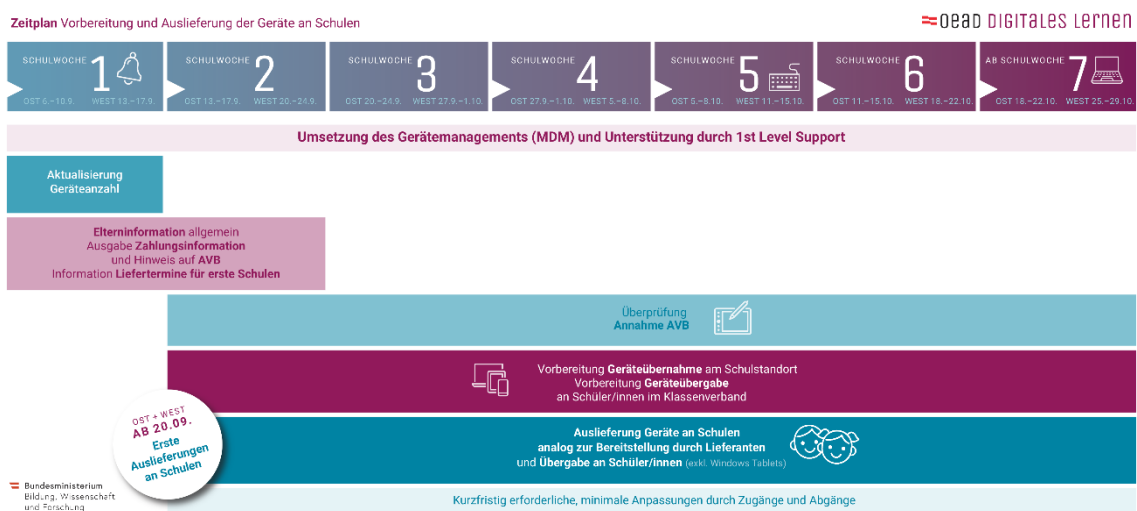 Zeitplan Vorbereitung und Auslieferung der Geräte an Schulen
OeAD DIGITALES LERNEN
SCHULWOCHE 1
OST 6.–10.9. WEST 13.–17.9.
SCHULWOCHE 2
OST 13.–17.9. WEST 20.–24.9.
SCHULWOCHE 3
OST 20.–24.9. WEST 27.9.–1.10.
SCHULWOCHE 4
OST 27.9.–1.10. WEST 5.–8.10.
SCHULWOCHE 5
OST 5.–8.10. WEST 11.–15.10.
SCHULWOCHE 6
OST 11.–15.10. WEST 18.–22.10.
AB SCHULWOCHE 7
OST 18.–22.10. WEST 25.–29.10.
Umsetzung des Gerätemanagements (MDM) und Unterstützung durch 1st Level Support
Aktualisierung
Geräteanzahl
Elterninformation allgemein
Ausgabe Zahlungsinformation
und Hinweis auf AVB
Information Liefertermine für erste Schulen
Überprüfung
Annahme AVB
Vorbereitung Geräteübernahme am Schulstandort
Vorbereitung Geräteübergabe
an Schüler/innen im Klassenverband
OST + WEST
AB 20.09.
Erste
Auslieferungen
an Schulen
Auslieferung Geräte an Schulen
analog zur Bereitstellung durch Lieferanten
und Übergabe an Schüler/innen (exkl. Windows Tablets)
Kurzfristig erforderliche, minimale Anpassungen durch Zugänge und Abgänge
Bundesministerium
Bildung, Wissenschaft
und Forschung